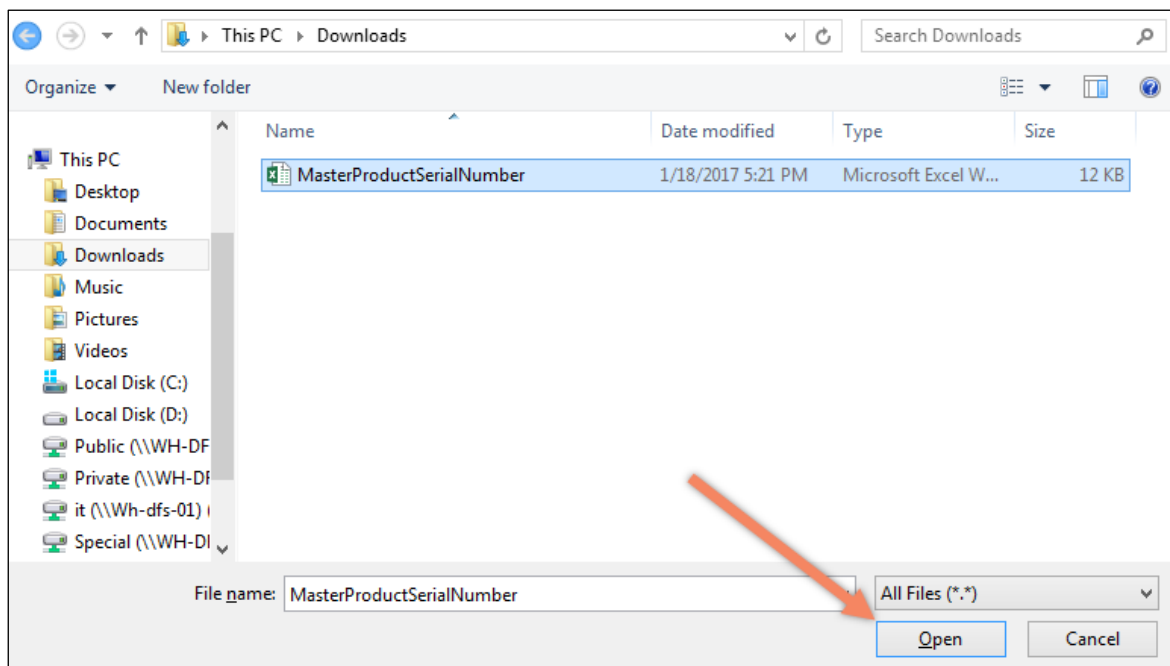 This PC Downloads Search Downloads
Organize New folder
Name Date modified Type Size
This PC
MasterProductSerialNumber 1/18/2017 5:21 PM Microsoft Excel W... 12 KB
Desktop
Documents
Downloads
Music
Pictures
Videos
Local Disk (C:)
Local Disk (D:)
Public (\\WH-DF
Private (\\WH-DF
it (\\Wh-dfs-01) (
Special (\\WH-DI
File name: MasterProductSerialNumber All Files (*.*)
Open Cancel